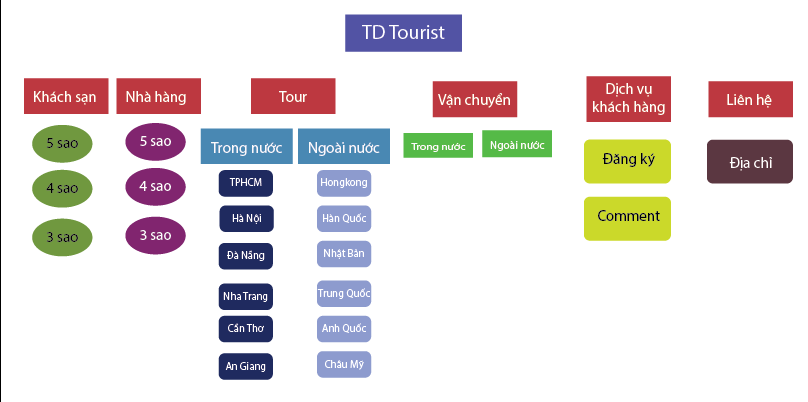 TD Tourist
Khách sạn
Nhà hàng
Tour
Vận chuyển
Dịch vụ
khách hàng
Liên hệ
5 sao
4 sao
3 sao
5 sao
4 sao
3 sao
Trong nước
Ngoài nước
TPHCM
Hà Nội
Đà Nẵng
Nha Trang
Cần Thơ
An Giang
Hongkong
Hàn Quốc
Nhật Bản
Trung Quốc
Anh Quốc
Châu Mỹ
Trong nước
Ngoài nước
Đăng ký
Comment
Địa chỉ